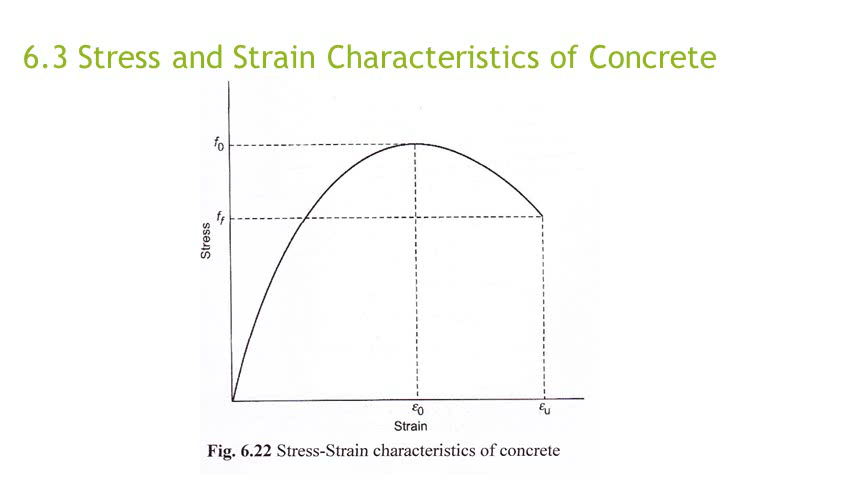 6.3 Stress and Strain Characteristics of Concrete
f0
ff
Stress
ε0
εu
Strain
Fig. 6.22 Stress-Strain characteristics of concrete